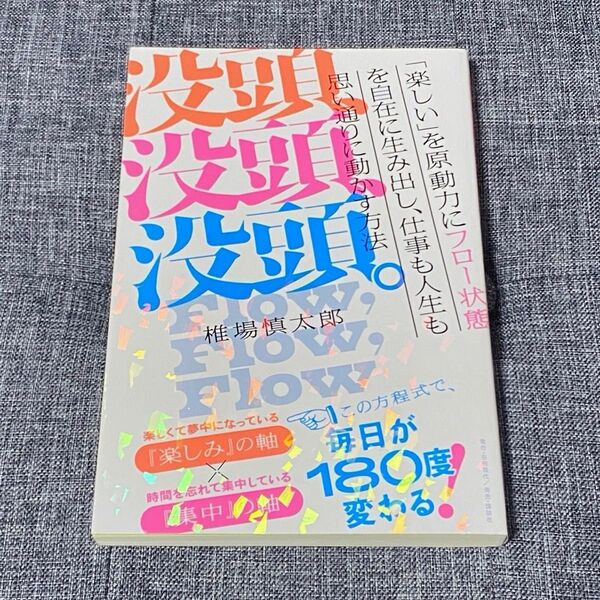 「楽しい」を原動力にフロー状態
を自在に生み出し、仕事も人生も
思い通りに動かす方法
没頭、
没頭、
没頭。
Flow,
Flow,
Flow
椎場慎太郎
楽しくて夢中になっている
『楽しみ』の軸
×
時間を忘れて集中している
『集中』の軸
この方程式で、
毎日が
180度
変わる!